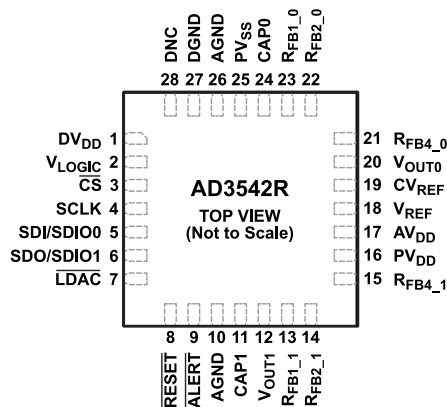 DNC
DGND
AGND
PVSS
CAP0
RFB1_0
RFB2_0
28 27 26 25 24 23 22
DVDD 1
VLOGIC 2
CS 3
SCLK 4
SDI/SDIO0 5
SDO/SDIO1 6
LDAC 7
AD3542R
TOP VIEW
(Not to Scale)
21 RFB4_0
20 VOUT0
19 CVREF
18 VREF
17 AVDD
16 PVDD
15 RFB4_1
8 9 10 11 12 13 14
RESET
ALERT
AGND
CAP1
VOUT1
RFB1_1
RFB2_1